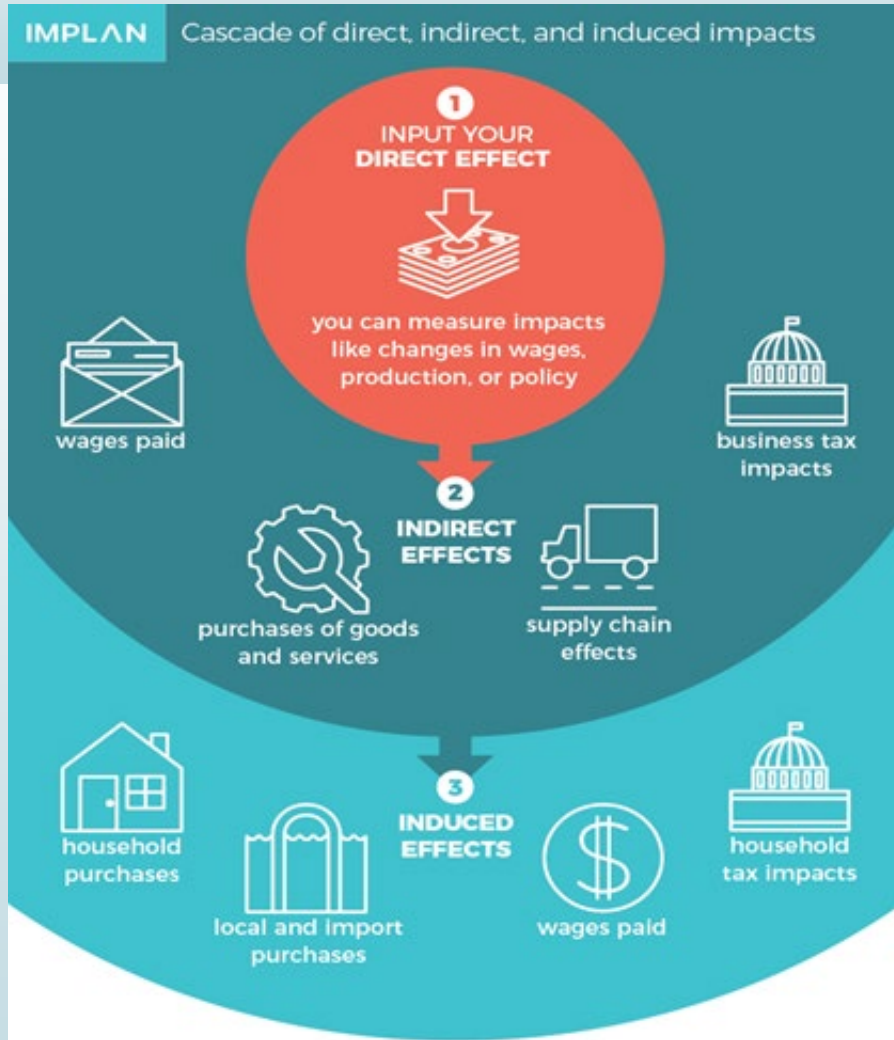 IMPLAN
Cascade of direct, indirect, and induced impacts
1
INPUT YOUR
DIRECT EFFECT
you can measure impacts
like changes in wages,
production, or policy
wages paid
business tax
impacts
2
INDIRECT
EFFECTS
purchases of goods
and services
supply chain
effects
3
INDUCED
EFFECTS
household
purchases
local and import
purchases
wages paid
household
tax impacts